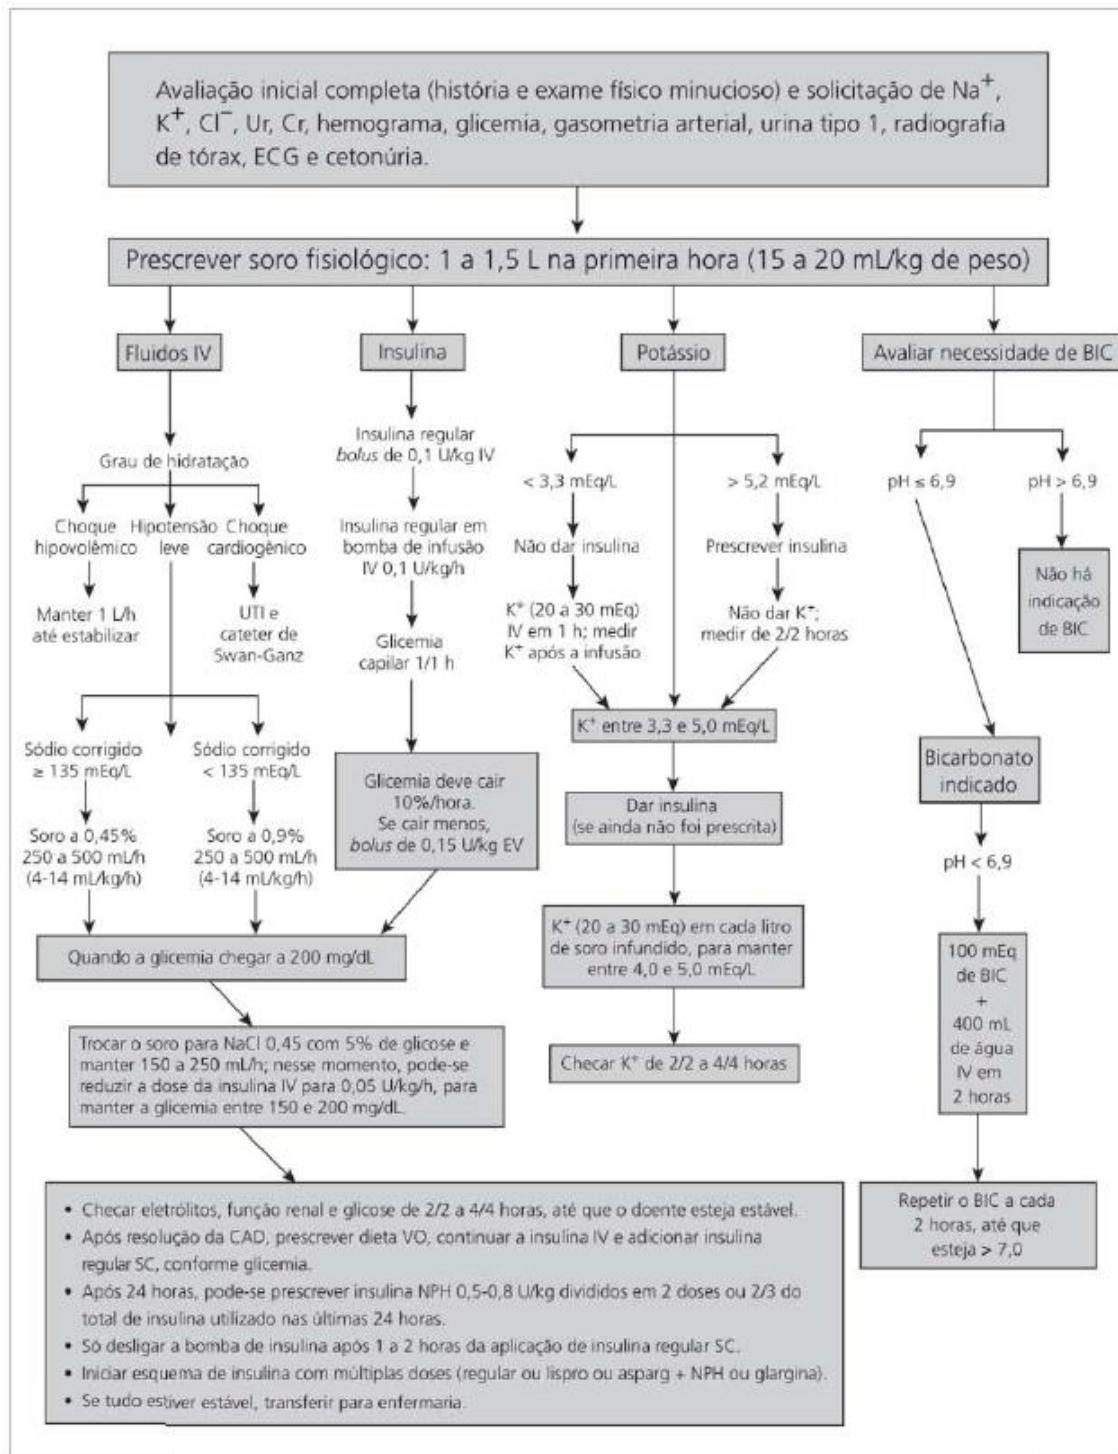 Avaliação inicial completa (história e exame físico minucioso) e solicitação de Na⁺,
K⁺, Cl⁻, Ur, Cr, hemograma, glicemia, gasometria arterial, urina tipo 1, radiografia
de tórax, ECG e cetonúria.
Prescrever soro fisiológico: 1 a 1,5 L na primeira hora (15 a 20 mL/kg de peso)
Fluidos IV
Grau de hidratação
Choque
hipovolêmico
Manter 1 L/h
até estabilizar
Hipotensão
leve
Choque
cardiogênico
UTI e
cateter de
Swan-Ganz
Sódio corrigido
≥ 135 mEq/L
Soro a 0,45%
250 a 500 mL/h
(4-14 mL/kg/h)
Sódio corrigido
< 135 mEq/L
Soro a 0,9%
250 a 500 mL/h
(4-14 mL/kg/h)
Insulina
Insulina regular
bolus de 0,1 U/kg IV
Insulina regular em
bomba de infusão
IV 0,1 U/kg/h
Glicemia
capilar 1/1 h
Glicemia deve cair
10%/hora.
Se cair menos,
bolus de 0,15 U/kg EV
Quando a glicemia chegar a 200 mg/dL
Trocar o soro para NaCl 0,45 com 5% de glicose e
manter 150 a 250 mL/h; nesse momento, pode-se
reduzir a dose da insulina IV para 0,05 U/kg/h, para
manter a glicemia entre 150 e 200 mg/dL.
Potássio
< 3,3 mEq/L
Não dar insulina
K⁺ (20 a 30 mEq)
IV em 1 h; medir
K⁺ após a infusão
> 5,2 mEq/L
Prescrever insulina
Não dar K⁺;
medir de 2/2 horas
K⁺ entre 3,3 e 5,0 mEq/L
Dar insulina
(se ainda não foi prescrita)
K⁺ (20 a 30 mEq) em cada litro
de soro infundido, para manter
entre 4,0 e 5,0 mEq/L
Checar K⁺ de 2/2 a 4/4 horas
Avaliar necessidade de BIC
pH ≤ 6,9
pH > 6,9
Não há
indicação
de BIC
Bicarbonato
indicado
pH < 6,9
100 mEq
de BIC
+
400 mL
de água
IV em
2 horas
Repetir o BIC a cada
2 horas, até que
esteja > 7,0
• Checar eletrólitos, função renal e glicose de 2/2 a 4/4 horas, até que o doente esteja estável.
• Após resolução da CAD, prescrever dieta VO, continuar a insulina IV e adicionar insulina
regular SC, conforme glicemia.
• Após 24 horas, pode-se prescrever insulina NPH 0,5-0,8 U/kg divididos em 2 doses ou 2/3 do
total de insulina utilizado nas últimas 24 horas.
• Só desligar a bomba de insulina após 1 a 2 horas da aplicação de insulina regular SC.
• Iniciar esquema de insulina com múltiplas doses (regular ou lispro ou asparg + NPH ou glargina).
• Se tudo estiver estável, transferir para enfermaria.